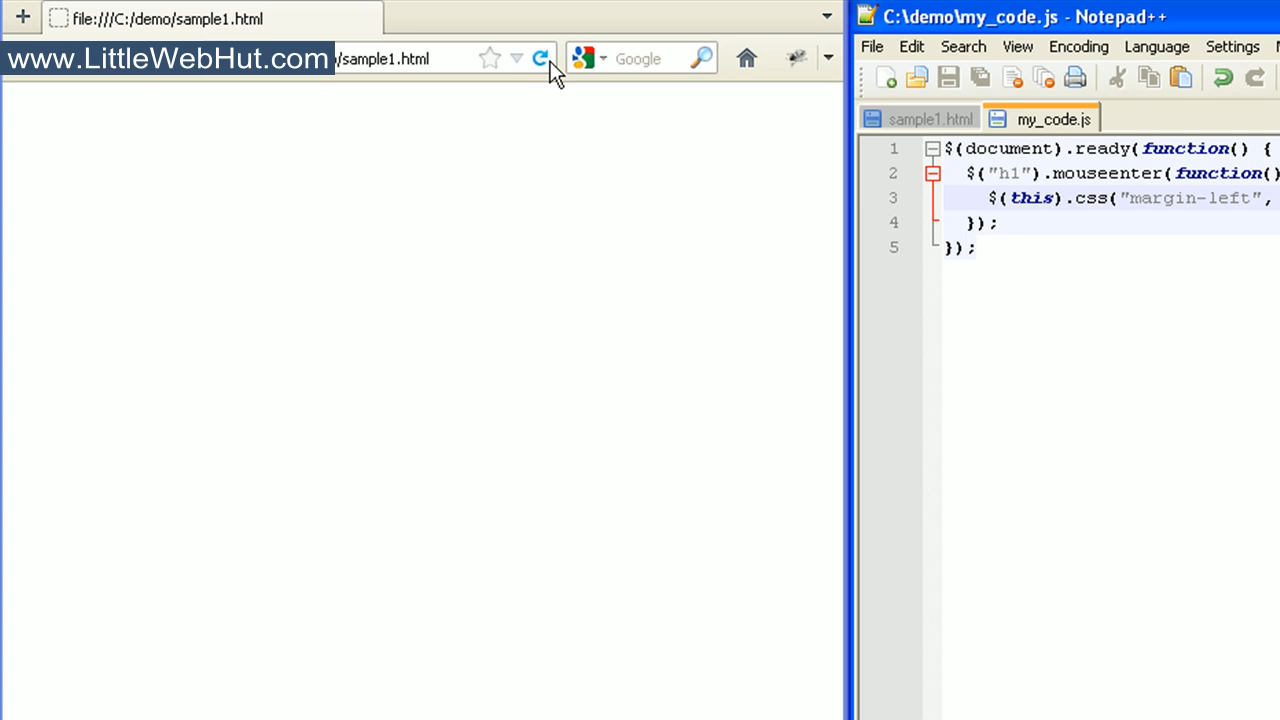 file:///C:/demo/sample1.html
www.LittleWebHut.com
/sample1.html
Google
C:\demo\my_code.js - Notepad++
File Edit Search View Encoding Language Settings
sample1.html my_code.js
1 $(document).ready(function() {
2 $("h1").mouseenter(function()
3 $(this).css("margin-left",
4 });
5 });